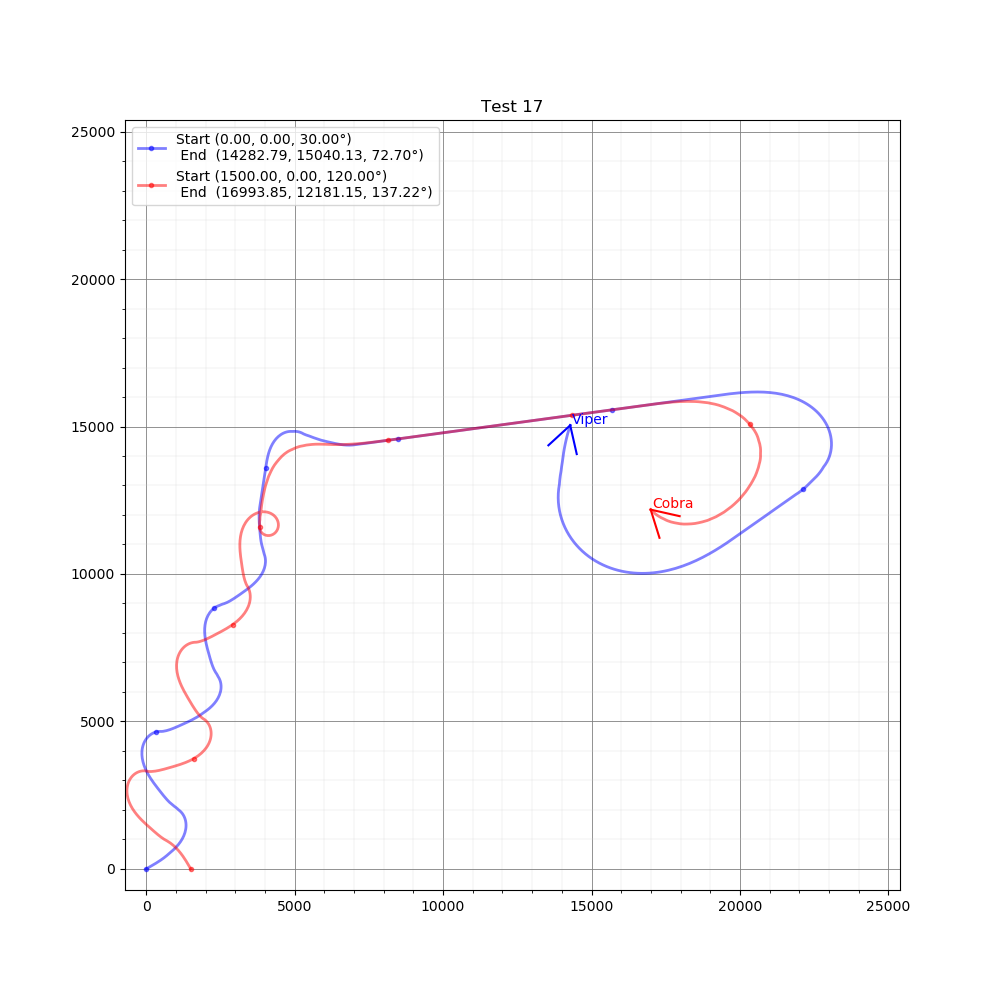 Test 17
Start (0.00, 0.00, 30.00°)
End (14282.79, 15040.13, 72.70°)
Start (1500.00, 0.00, 120.00°)
End (16993.85, 12181.15, 137.22°)
25000
20000
15000
10000
5000
0
Viper
Cobra
0 5000 10000 15000 20000 25000